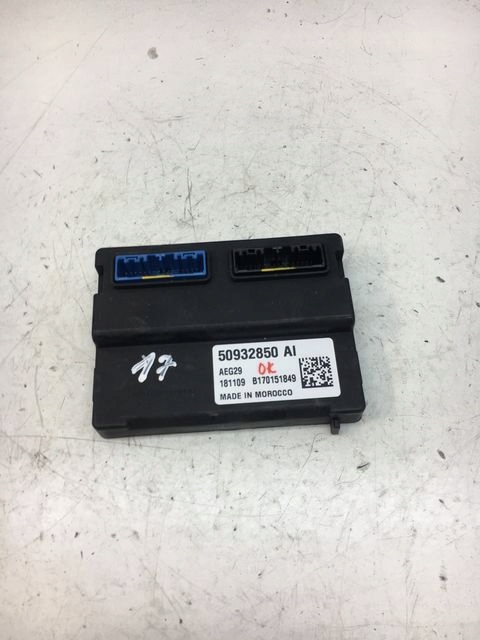 17
50932850 AI
AEG29 OK
181109 B170151849
MADE IN MOROCCO